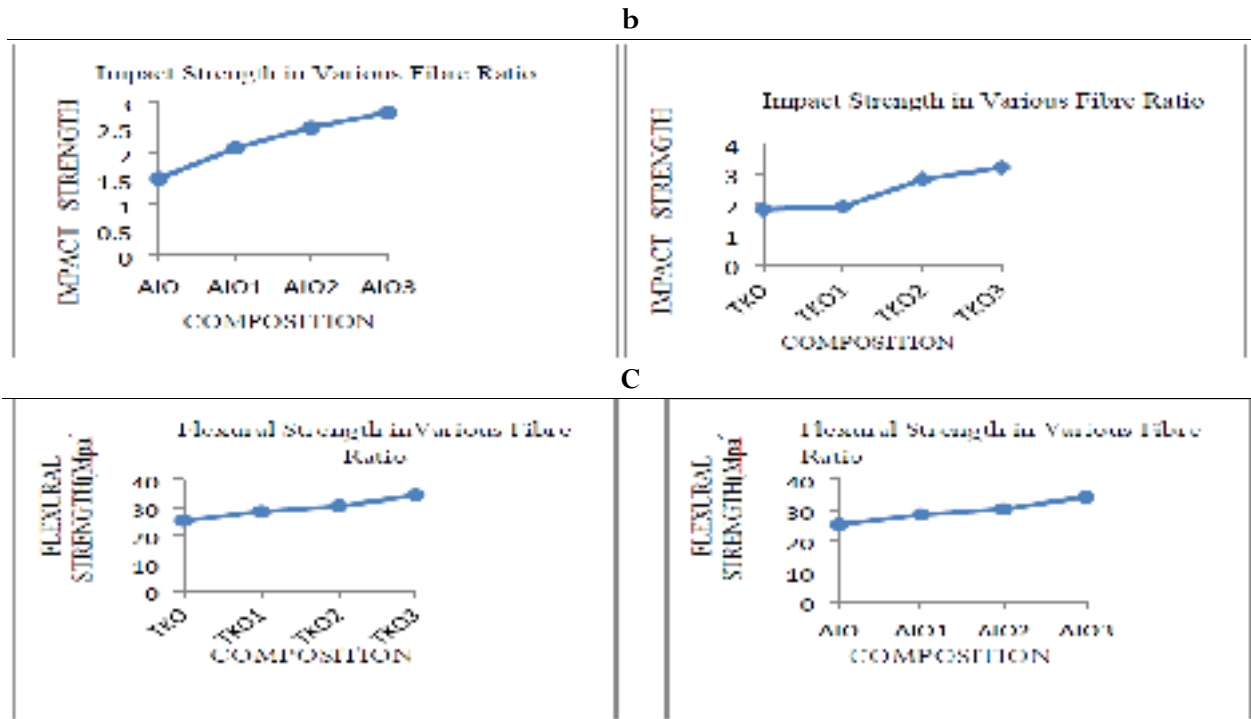 b
Impact Strength in Various Fibre Ratio
IMPACT STRENGTH
3
2.5
2
1.5
1
0.5
0
AIO AIO1 AIO2 AIO3
COMPOSITION
Impact Strength in Various Fibre Ratio
IMPACT STRENGTH
4
3
2
1
0
TKO TKO1 TKO2 TKO3
COMPOSITION
C
Flexural Strength inVarious Fibre
Ratio
FLEXURAL
STRENGTH(Mpa
40
30
20
10
0
TKO TKO1 TKO2 TKO3
COMPOSITION
Flexural Strength in Various Fibre
Ratio
FLEXURAL
STRENGTH(Mpa
40
30
20
10
0
AIO AIO1 AIO2 AIO3
COMPOSITION